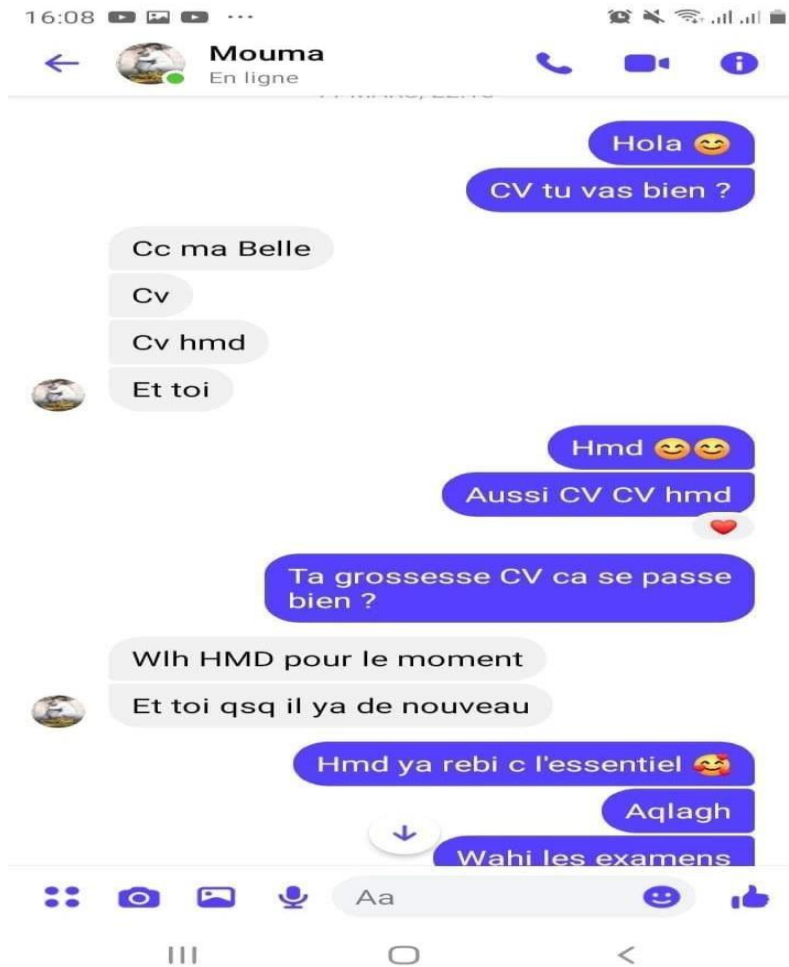 16:08
Mouma
En ligne
Hola 😊
CV tu vas bien ?
Cc ma Belle
Cv
Cv hmd
Et toi
Hmd 😊😊
Aussi CV CV hmd
Ta grossesse CV ca se passe
bien ?
Wlh HMD pour le moment
Et toi qsq il ya de nouveau
Hmd ya rebi c l'essentiel 🥰
Aqlagh
Wahi les examens
Aa